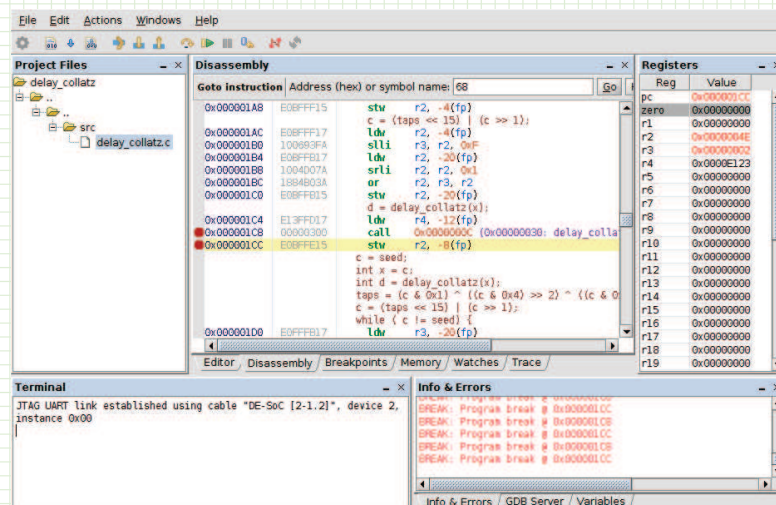 File Edit Actions Windows Help
Project Files
delay_collatz
..
..
src
delay_collatz.c
Disassembly
Goto instruction Address (hex) or symbol name: 68 Go
0x000001A8 E0BFFF15 stw r2, -4(fp)
c = (taps << 15) | (c >> 1);
0x000001AC E0BFFF17 ldw r2, -4(fp)
0x000001B0 100693FA slli r3, r2, 0xF
0x000001B4 E0BFFB17 ldw r2, -20(fp)
0x000001B8 1004D07A srli r2, r2, 0x1
0x000001BC 1884B03A or r2, r3, r2
0x000001C0 E0BFFB15 stw r2, -20(fp)
d = delay_collatz(x);
0x000001C4 E13FFD17 ldw r4, -12(fp)
0x000001C8 00000300 call 0x0000000C (0x00000030: delay_colla
0x000001CC E0BFFE15 stw r2, -8(fp)
c = seed;
int x = c;
int d = delay_collatz(x);
taps = (c & 0x1) ^ ((c & 0x4) >> 2) ^ ((c & 0
c = (taps << 15) | (c >> 1);
while ( c != seed) {
0x000001D0 E0FFFB17 ldw r3, -20(fp)
Editor Disassembly Breakpoints Memory Watches Trace
Registers
Reg Value
pc 0x000001CC
zero 0x00000000
r1 0x00000000
r2 0x0000004E
r3 0x00000002
r4 0x0000E123
r5 0x00000000
r6 0x00000000
r7 0x00000000
r8 0x00000000
r9 0x00000000
r10 0x00000000
r11 0x00000000
r12 0x00000000
r13 0x00000000
r14 0x00000000
r15 0x00000000
r16 0x00000000
r17 0x00000000
r18 0x00000000
r19 0x00000000
Terminal
JTAG UART link established using cable "DE-SoC [2-1.2]", device 2,
instance 0x00
Info & Errors
BREAK: Program break @ 0x000001C8
BREAK: Program break @ 0x000001CC
BREAK: Program break @ 0x000001C8
BREAK: Program break @ 0x000001CC
BREAK: Program break @ 0x000001C8
BREAK: Program break @ 0x000001CC
Info & Errors GDB Server Variables